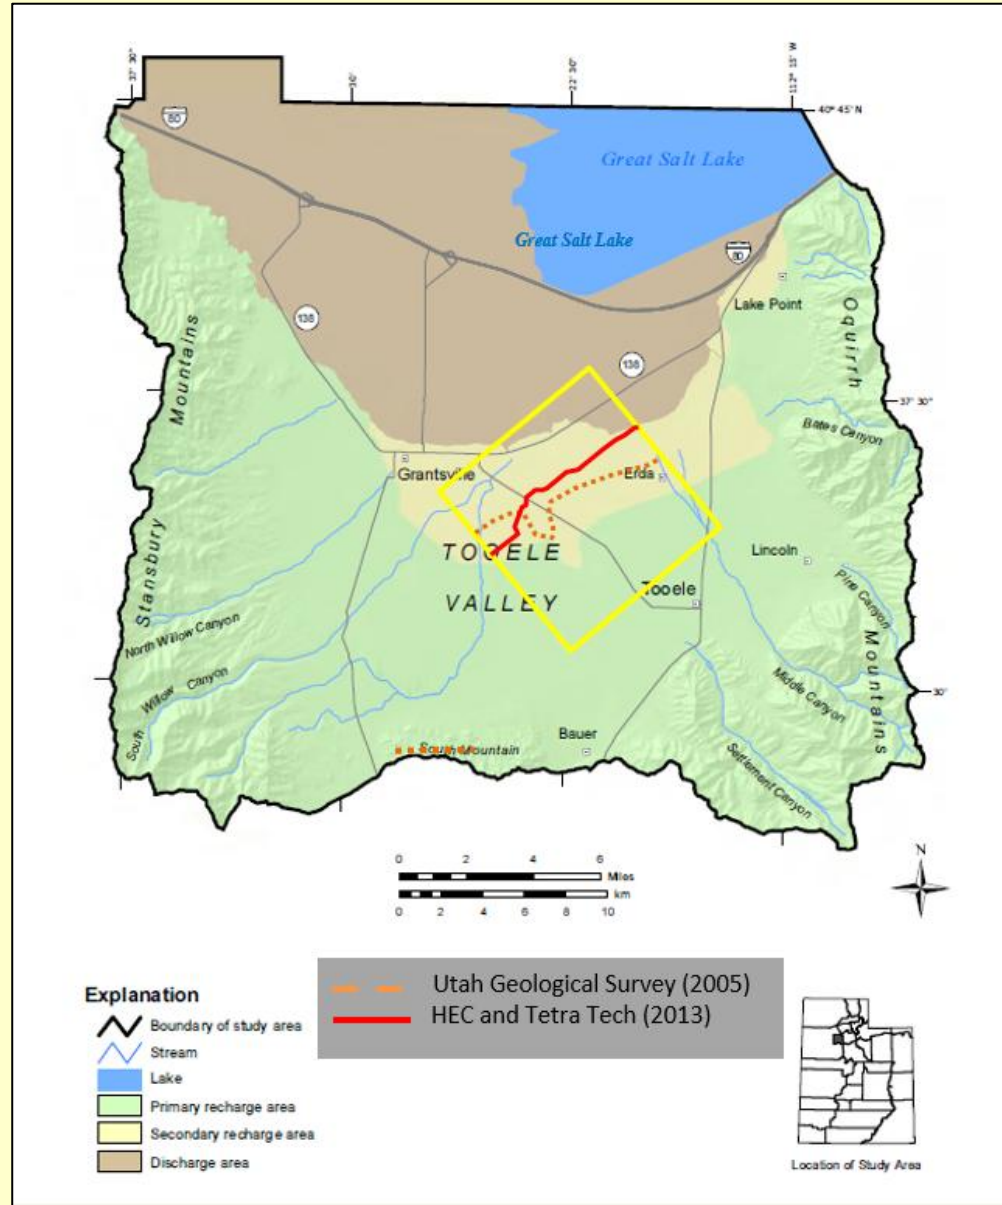 37' 30"
30'
22' 30"
112° 15' W
40° 45' N
80
Great Salt Lake
Great Salt Lake
80
Lake Point
138
Oquirrh
Mountains
138
37' 30"
Bates Canyon
Grantsville
Erda
Stansbury
TOOELE
Lincoln
VALLEY
Tooele
Pine Canyon
North Willow Canyon
Mountains
South Willow Canyon
Middle Canyon
30'
South Mountain
Bauer
Settlement Canyon
N
0 2 4 6
Miles
km
0 2 4 6 8 10
Utah Geological Survey (2005)
HEC and Tetra Tech (2013)
Explanation
Boundary of study area
Stream
Lake
Primary recharge area
Secondary recharge area
Discharge area
Location of Study Area